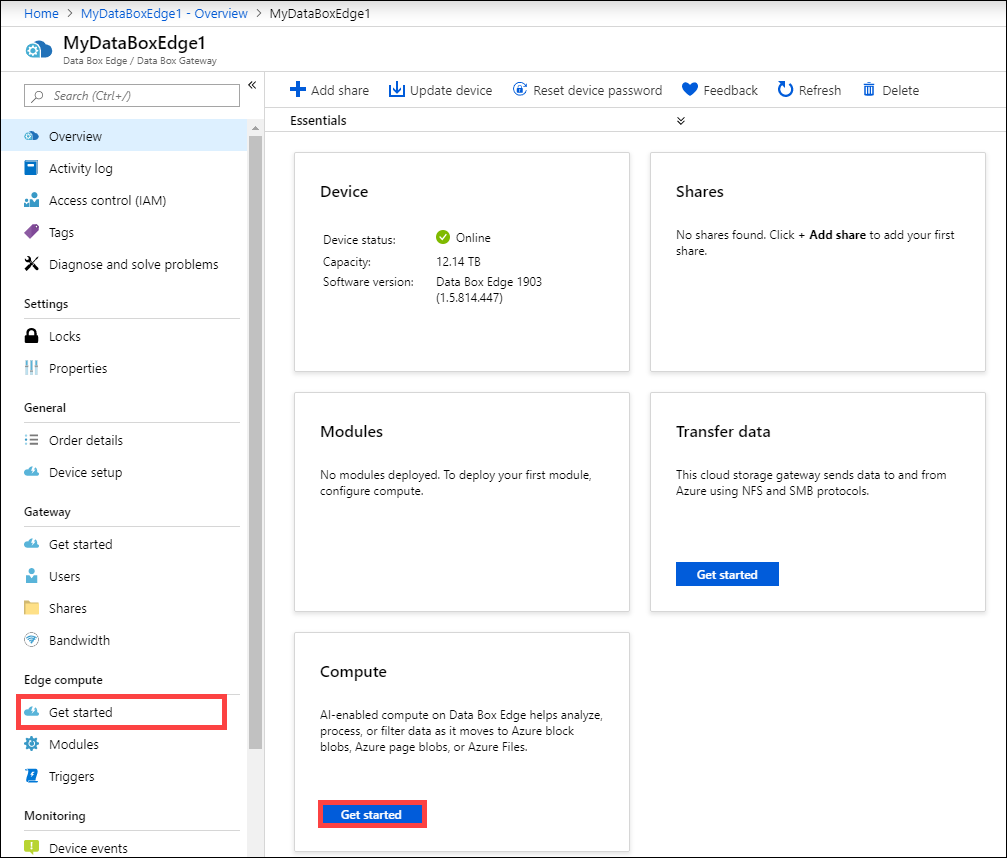 Home > MyDataBoxEdge1 - Overview > MyDataBoxEdge1
MyDataBoxEdge1
Data Box Edge / Data Box Gateway
Search (Ctrl+/)
«
Overview
Activity log
Access control (IAM)
Tags
Diagnose and solve problems
Settings
Locks
Properties
General
Order details
Device setup
Gateway
Get started
Users
Shares
Bandwidth
Edge compute
Get started
Modules
Triggers
Monitoring
Device events
Add share Update device Reset device password Feedback Refresh Delete
Essentials
Device
Device status: Online
Capacity: 12.14 TB
Software version: Data Box Edge 1903
(1.5.814.447)
Shares
No shares found. Click + Add share to add your first
share.
Modules
No modules deployed. To deploy your first module,
configure compute.
Transfer data
This cloud storage gateway sends data to and from
Azure using NFS and SMB protocols.
Get started
Compute
AI-enabled compute on Data Box Edge helps analyze,
process, or filter data as it moves to Azure block
blobs, Azure page blobs, or Azure Files.
Get started